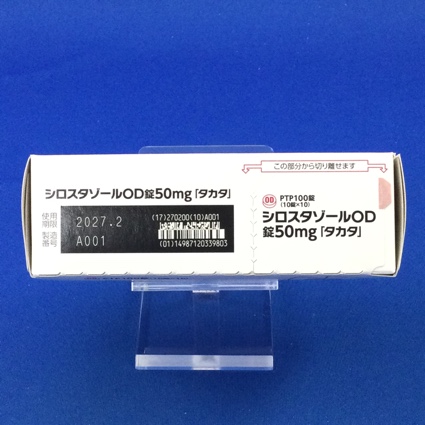 この部分から切り離せます
シロスタゾールOD錠50mg「タカタ」
使用
期限
2027.2
製造
番号
A001
(17)270200(10)A001
(01)14987120339803
OD
PTP100錠
(10錠×10)
シロスタゾールOD
錠50mg「タカタ」